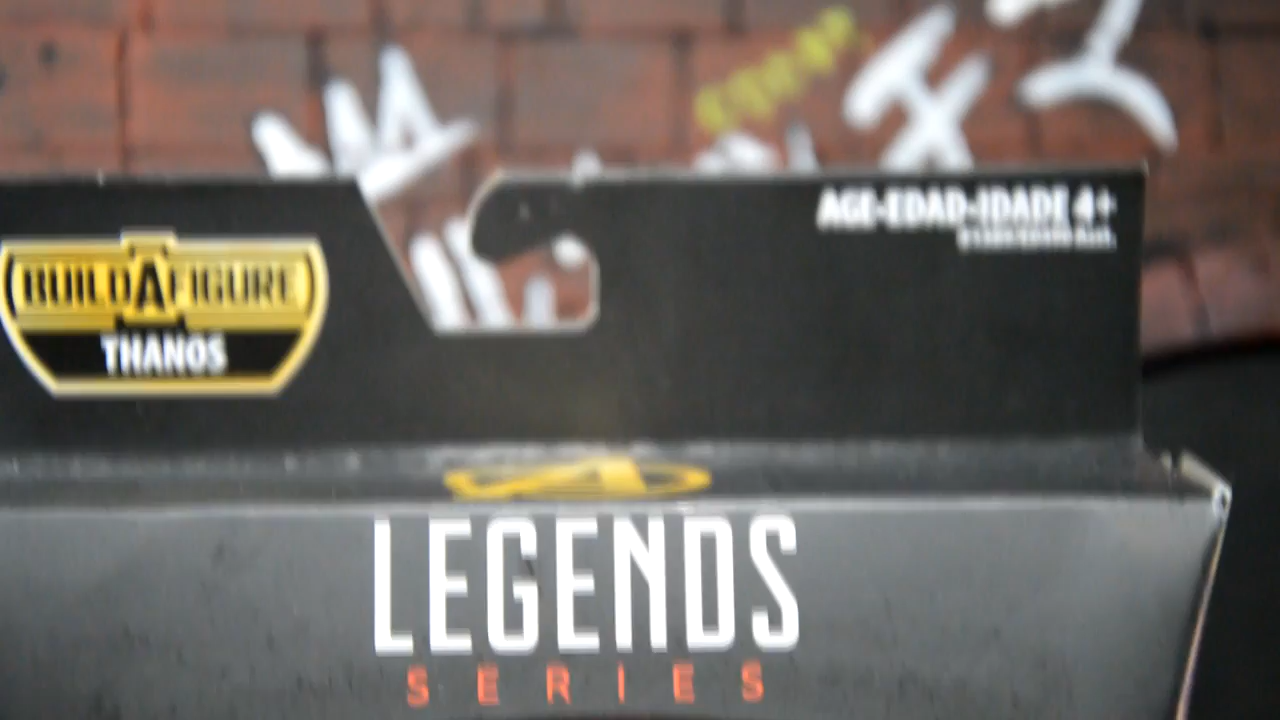 AGE-EDAD-IDADE 4+
BUILD A FIGURE
THANOS
LEGENDS
SERIES